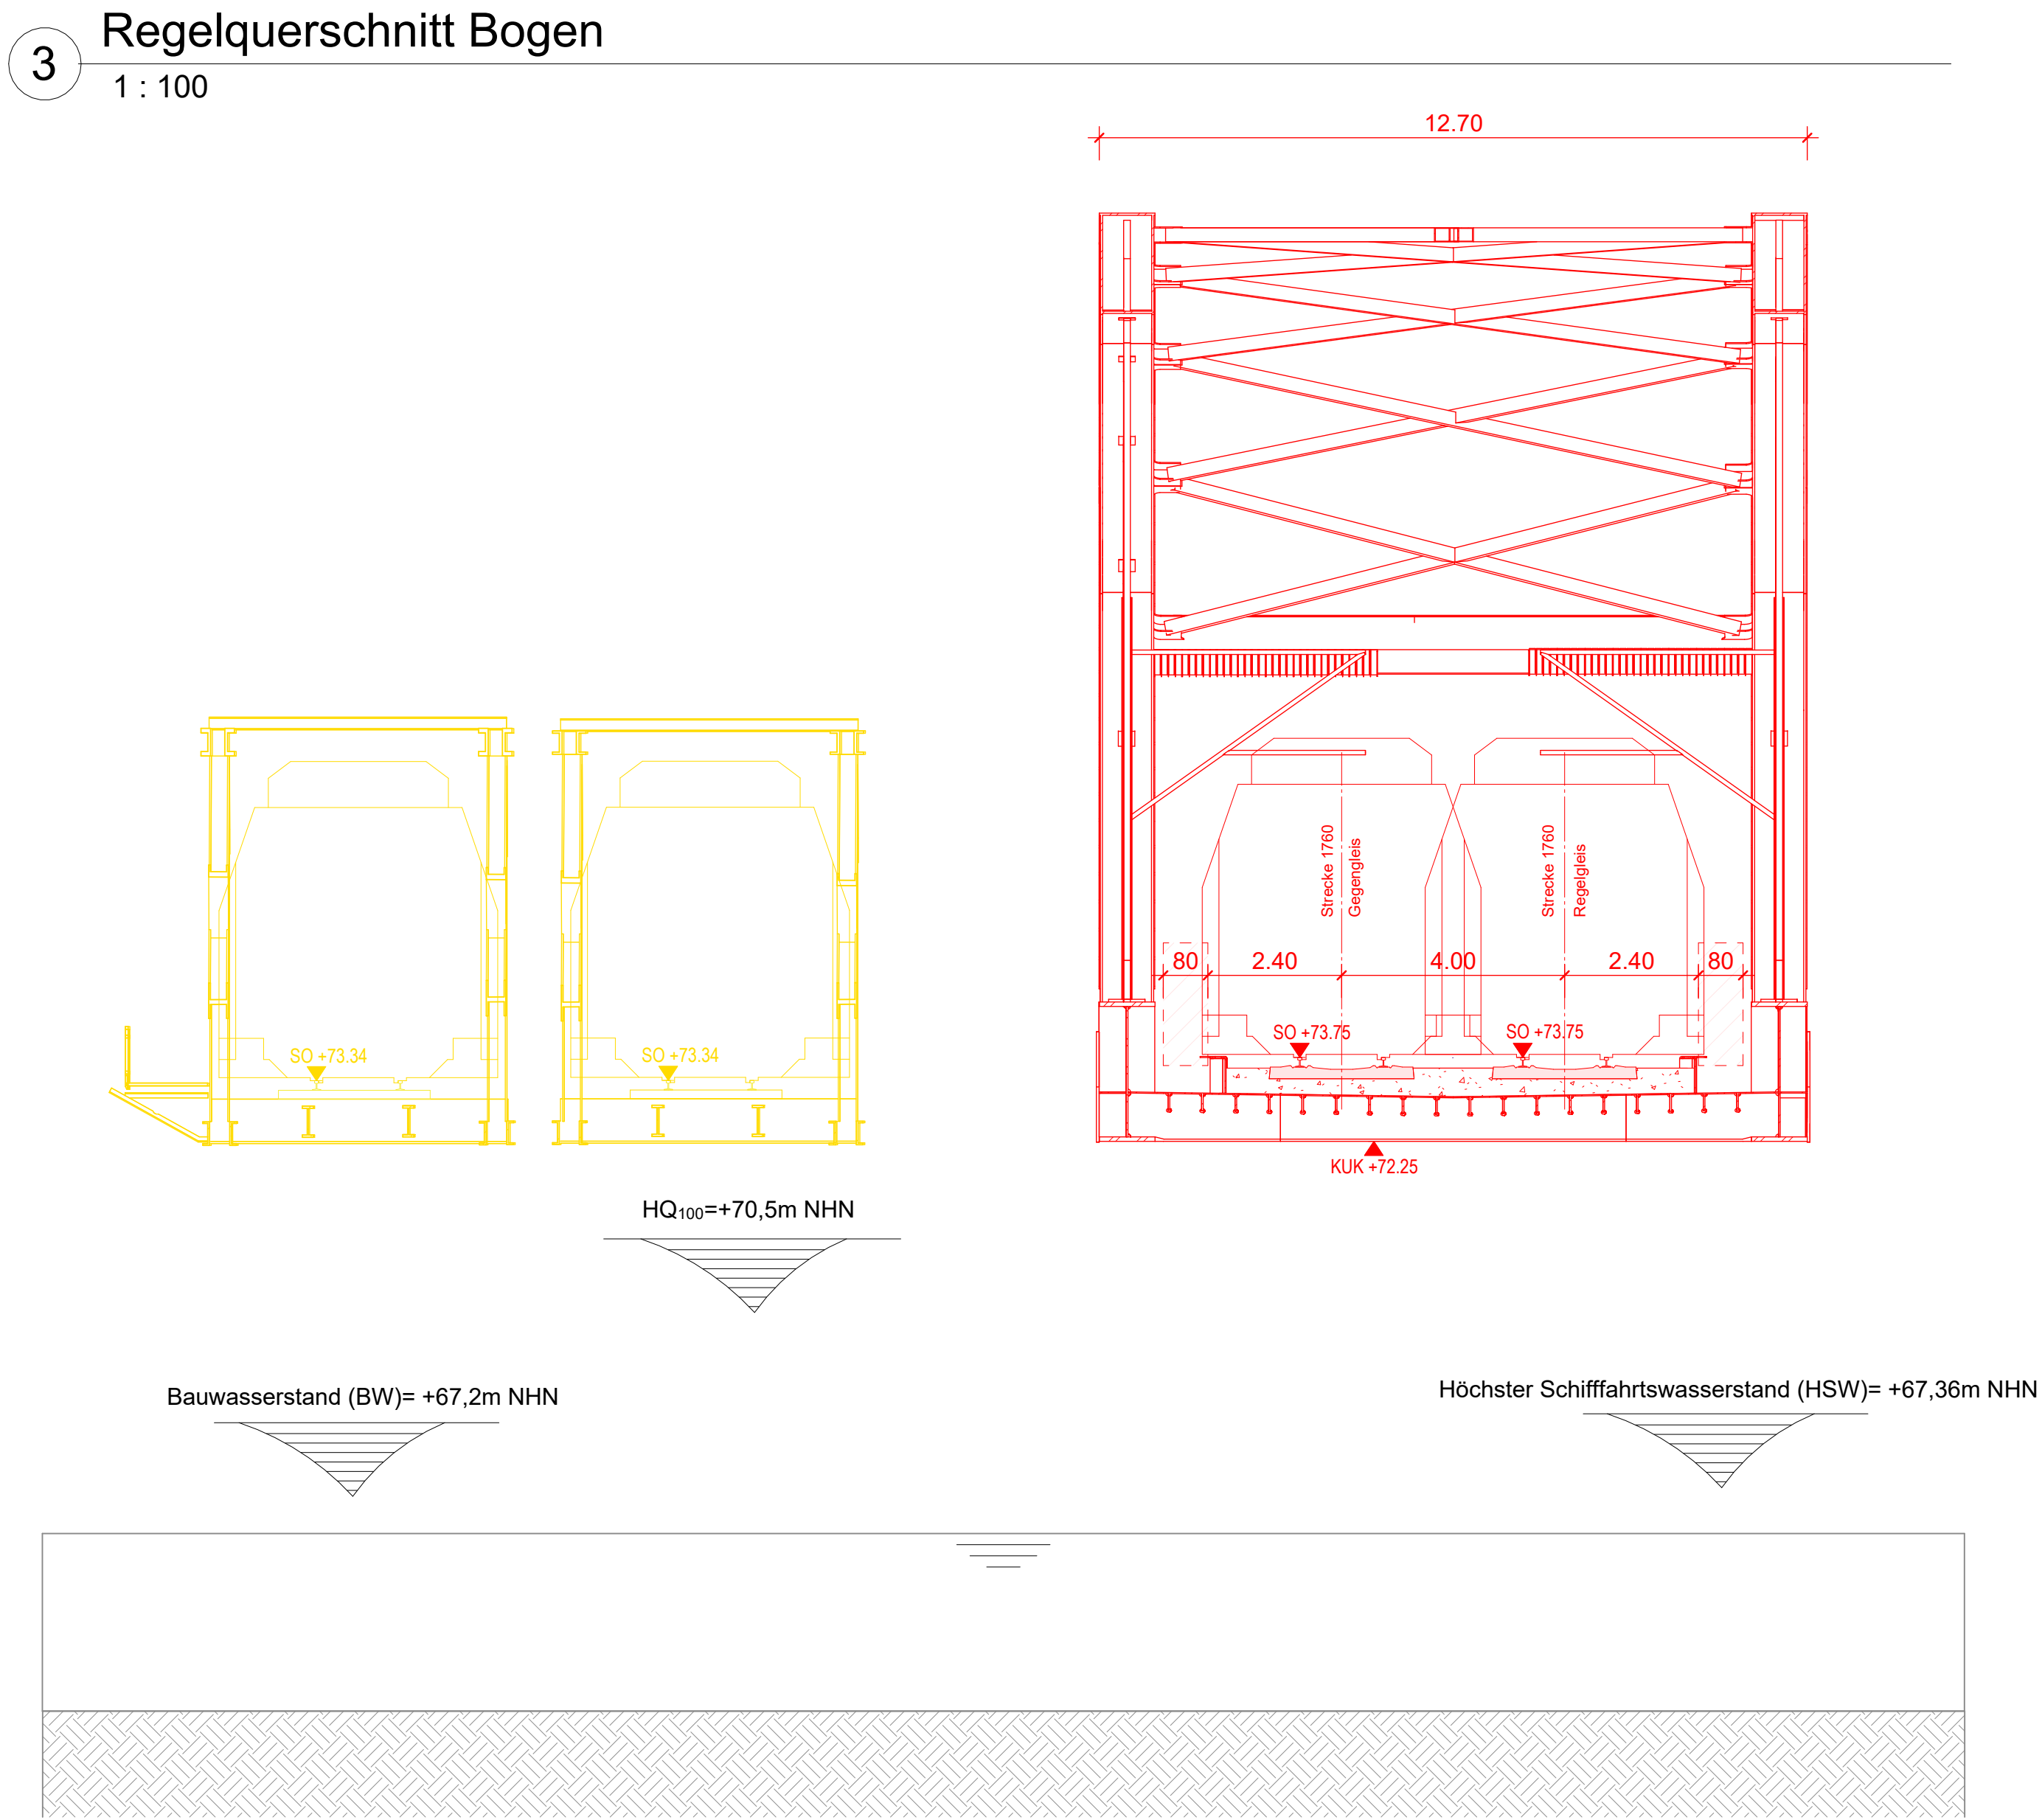 Regelquerschnitt Bogen
3
1 : 100
12.70
Strecke 1760
Gegengleis
Strecke 1760
Regelgleis
80
2.40
4.00
2.40
80
SO +73.75
SO +73.75
SO +73.34
SO +73.34
KUK +72.25
HQ100=+70,5m NHN
Bauwasserstand (BW)= +67,2m NHN
Höchster Schifffahrtswasserstand (HSW)= +67,36m NHN